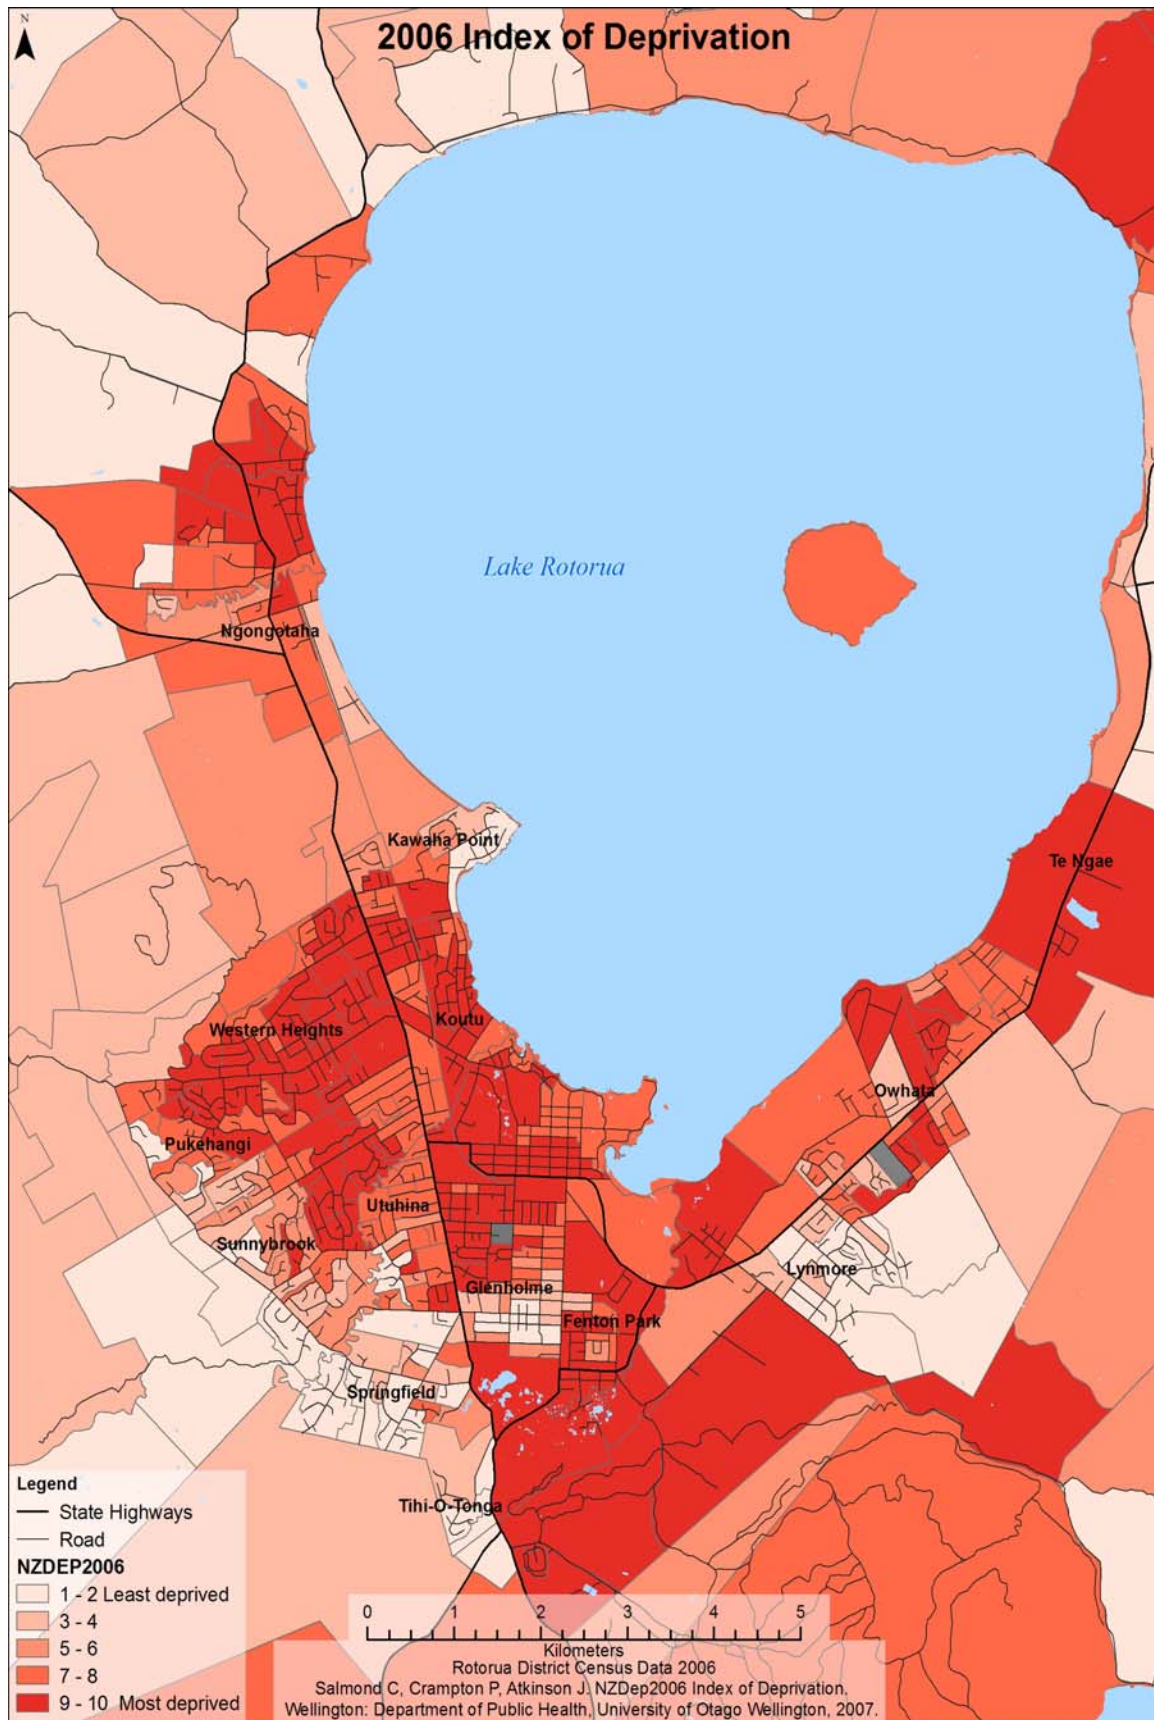 N
2006 Index of Deprivation
Lake Rotorua
Ngongotaha
Kawaha Point
Te Ngae
Western Heights
Koutu
Owhata
Pukehangi
Utuhina
Sunnybrook
Lynmore
Glenholme
Fenton Park
Springfield
Tihi-O-Tonga
Legend
State Highways
Road
NZDEP2006
1 - 2 Least deprived
3 - 4
5 - 6
7 - 8
9 - 10 Most deprived
0 1 2 3 4 5
Kilometers
Rotorua District Census Data 2006
Salmond C, Crampton P, Atkinson J. NZDep2006 Index of Deprivation.
Wellington: Department of Public Health, University of Otago Wellington, 2007.